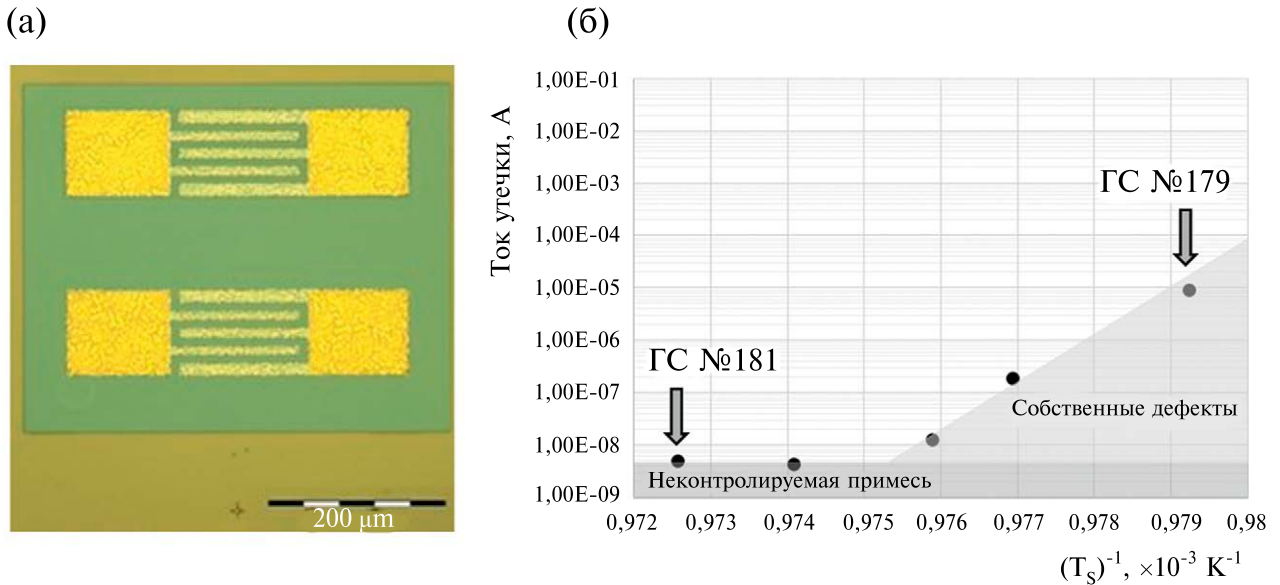 (а)
(б)
200 μm
Ток утечки, А
1,00E-01
1,00E-02
1,00E-03
1,00E-04
1,00E-05
1,00E-06
1,00E-07
1,00E-08
1,00E-09
ГС №179
ГС №181
Собственные дефекты
Неконтролируемая примесь
0,972 0,973 0,974 0,975 0,976 0,977 0,978 0,979 0,98
(T_S)⁻¹, ×10⁻³ K⁻¹